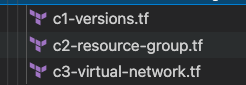 c1-versions.tf
c2-resource-group.tf
c3-virtual-network.tf